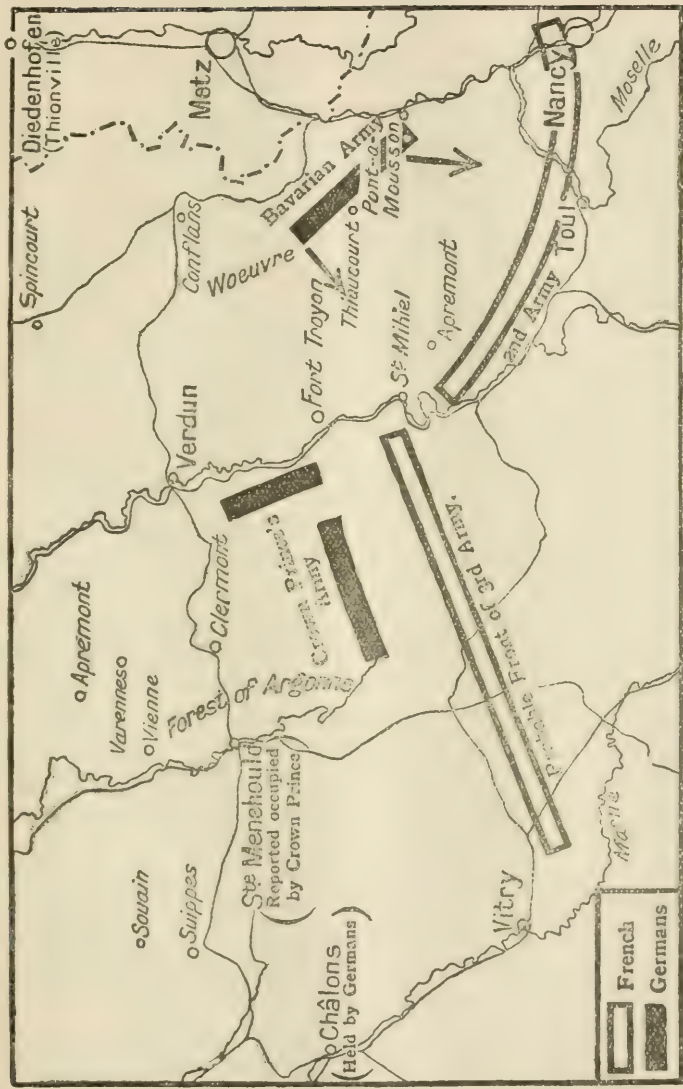 Diedenhofen
(Thionville)
Spincourt
Metz
Conflans
Verdun
Woeuvre
Bavarian Army
Pont-a
Mousson
Thiaucourt
Fort Troyon
St Mihiel
Apremont
Nancy
Moselle
2nd Army
Toul
Aprémont
Varennes
Vienne
Clermont
Crown Prince's
Army
Forest of Argonne
Souain
Suippes
Ste Menehould
(Reported occupied
by Crown Prince)
Châlons
(Held by Germans)
Probable Front of 3rd Army.
Vitry
Marne
French
Germans